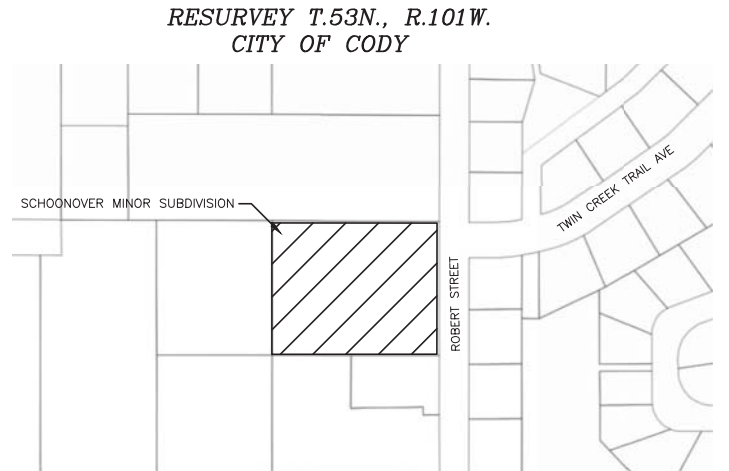 RESURVEY T.53N., R.101W.
CITY OF CODY
SCHOONOVER MINOR SUBDIVISION
TWIN CREEK TRAIL AVE
ROBERT STREET